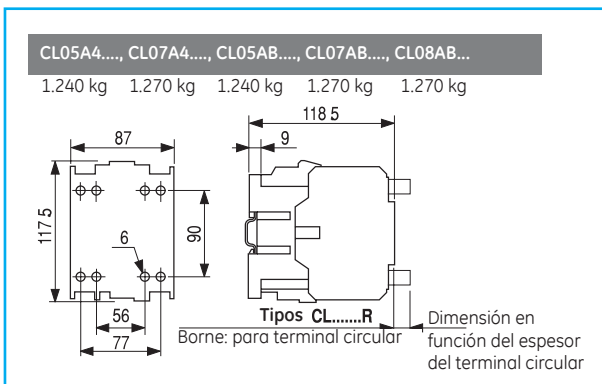 CL05A4...., CL07A4...., CL05AB...., CL07AB...., CL08AB...
1.240 kg 1.270 kg 1.240 kg 1.270 kg 1.270 kg
118 5
87
9
117 5
6
90
56
77
Tipos CL.......R
Borne: para terminal circular
Dimensión en
función del espesor
del terminal circular